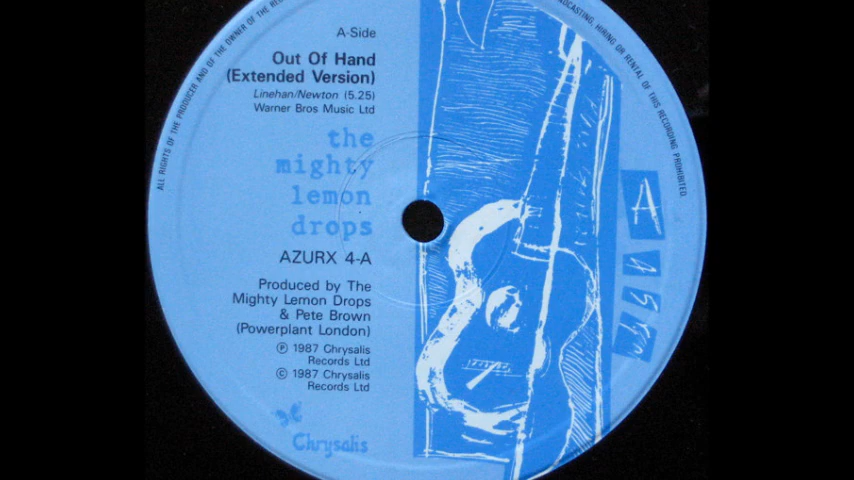 ALL RIGHTS OF THE PRODUCER AND OF THE OWNER OF THE
BROADCASTING, HIRING OR RENTAL OF THIS RECORDING PROHIBITED.
A-Side
Out Of Hand
(Extended Version)
Linehan/Newton (5.25)
Warner Bros Music Ltd
the
mighty
lemon
drops
AZURX 4-A
Produced by The
Mighty Lemon Drops
& Pete Brown
(Powerplant London)
Ⓟ 1987 Chrysalis
Records Ltd
© 1987 Chrysalis
Records Ltd
Chrysalis
A